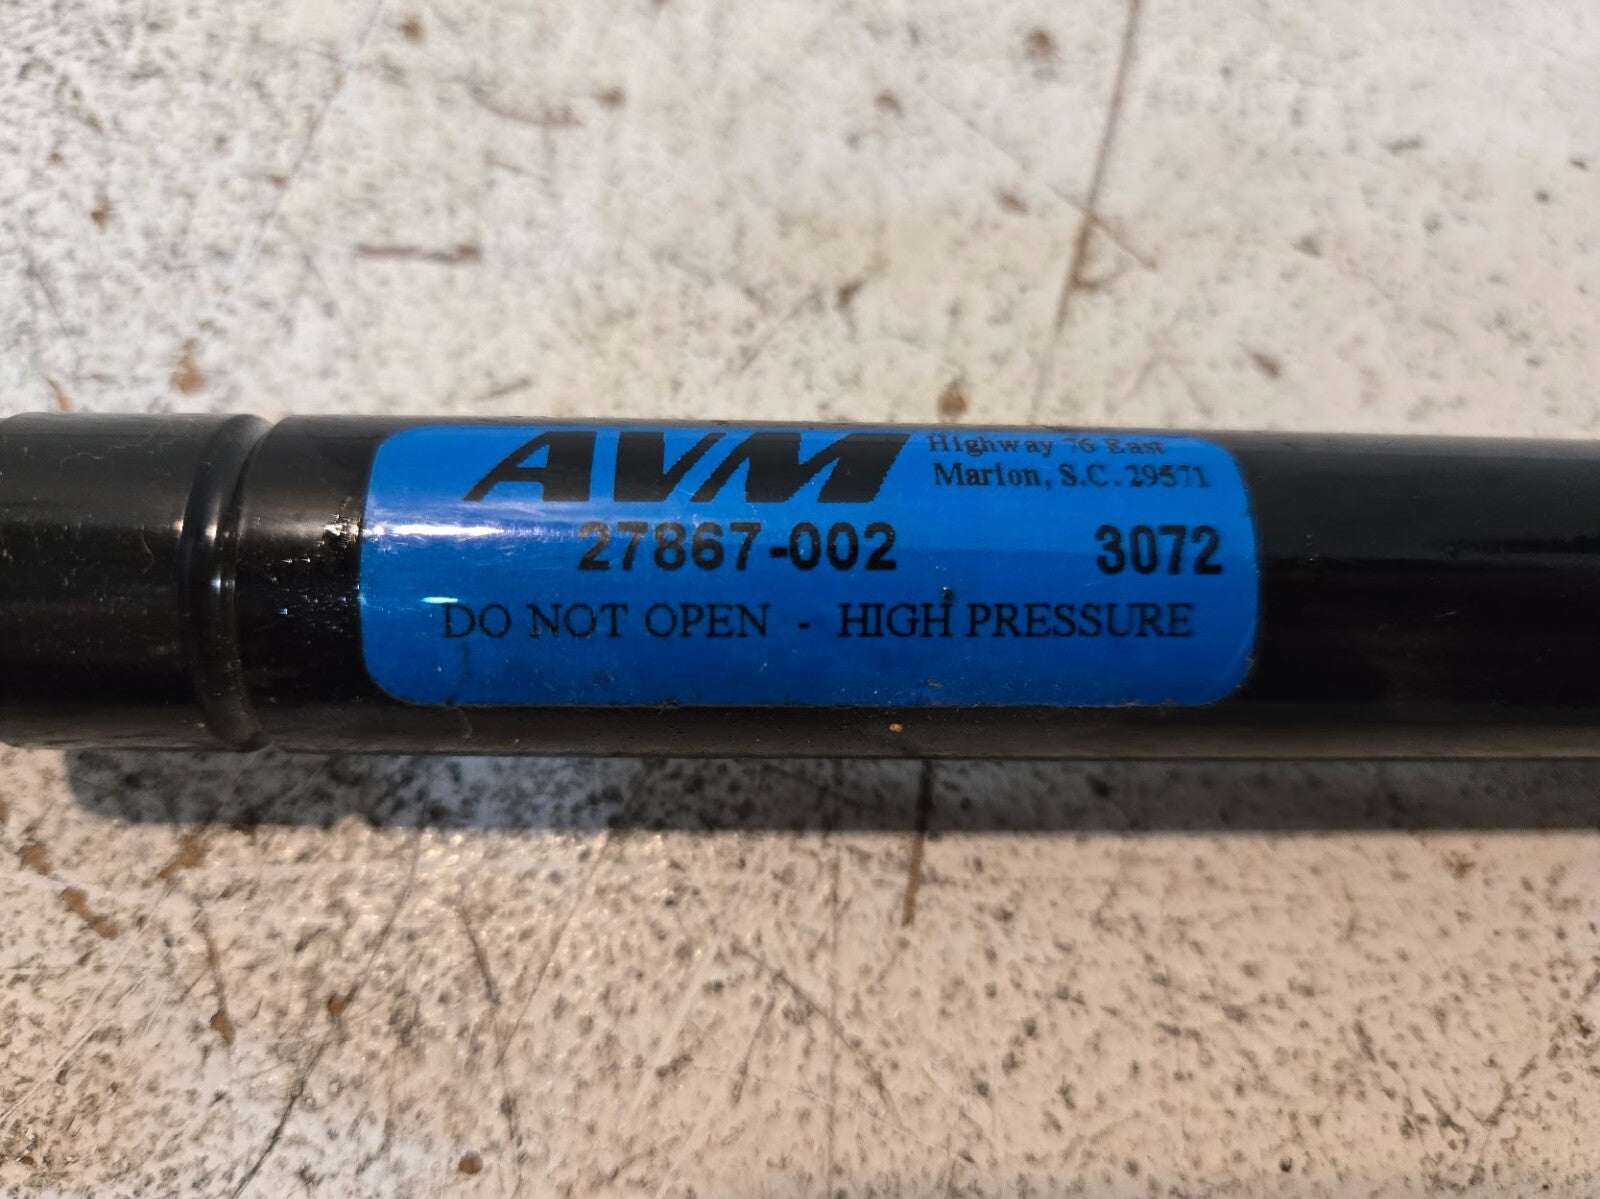 AVM
Highway 76 East
Marion, S.C. 29571
27867-002 3072
DO NOT OPEN - HIGH PRESSURE